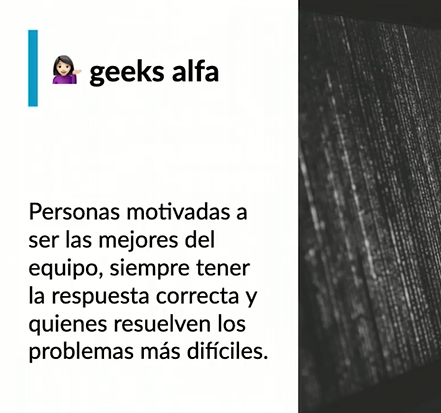 💁🏻‍♀️ geeks alfa
Personas motivadas a
ser las mejores del
equipo, siempre tener
la respuesta correcta y
quienes resuelven los
problemas más difíciles.